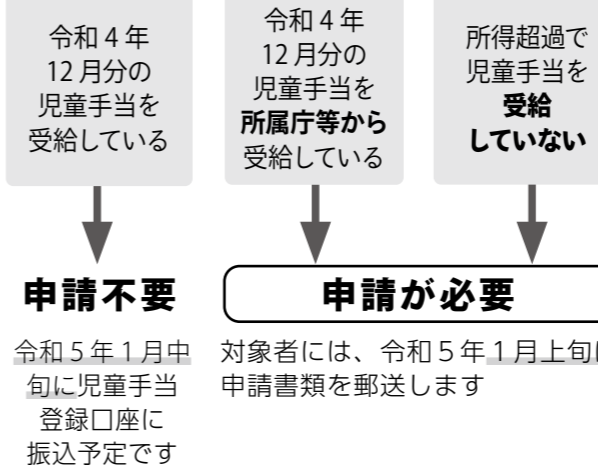 令和４年
12月分の
児童手当を
受給している
令和４年
12月分の
児童手当を
所属庁等から
受給している
所得超過で
児童手当を
受給
していない
申請不要
申請が必要
令和５年１月中
旬に児童手当
登録口座に
振込予定です
対象者には、令和５年１月上旬に
申請書類を郵送します